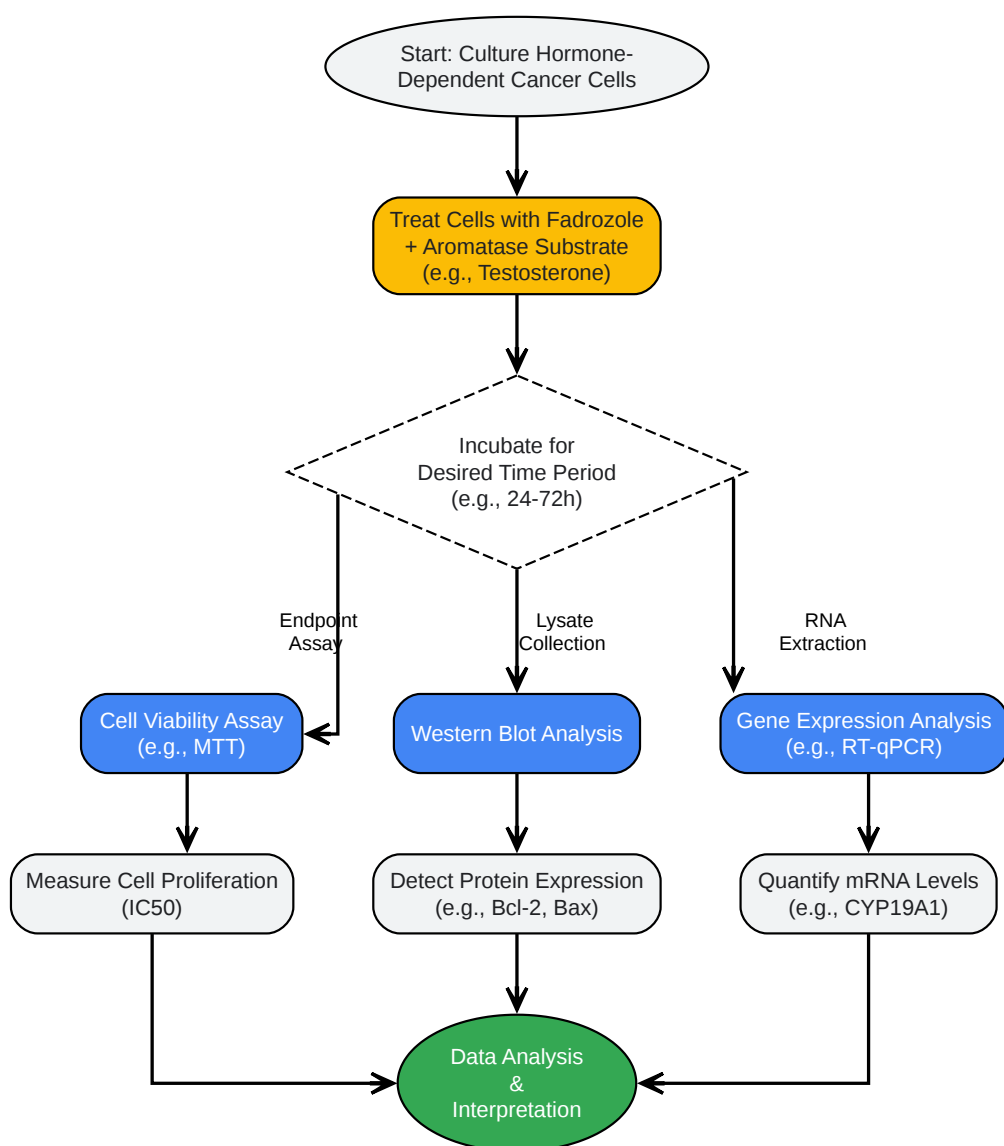 Start: Culture Hormone-
Dependent Cancer Cells
Treat Cells with Fadrozole
+ Aromatase Substrate
(e.g., Testosterone)
Incubate for
Desired Time Period
(e.g., 24-72h)
Endpoint
Assay
Lysate
Collection
RNA
Extraction
Cell Viability Assay
(e.g., MTT)
Western Blot Analysis
Gene Expression Analysis
(e.g., RT-qPCR)
Measure Cell Proliferation
(IC50)
Detect Protein Expression
(e.g., Bcl-2, Bax)
Quantify mRNA Levels
(e.g., CYP19A1)
Data Analysis
&
Interpretation